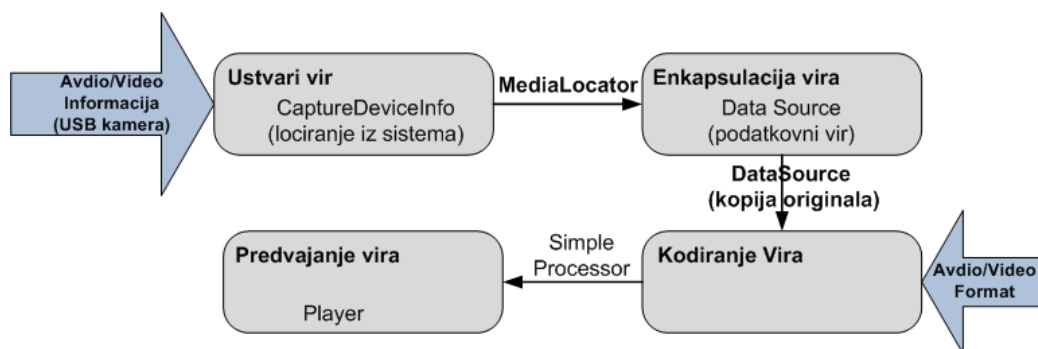 Avdio/Video
Informacija
(USB kamera)
Ustvari vir
CaptureDeviceInfo
(lociranje iz sistema)
MediaLocator
Enkapsulacija vira
Data Source
(podatkovni vir)
DataSource
(kopija originala)
Predvajanje vira
Player
Simple
Processor
Kodiranje Vira
Avdio/Video
Format